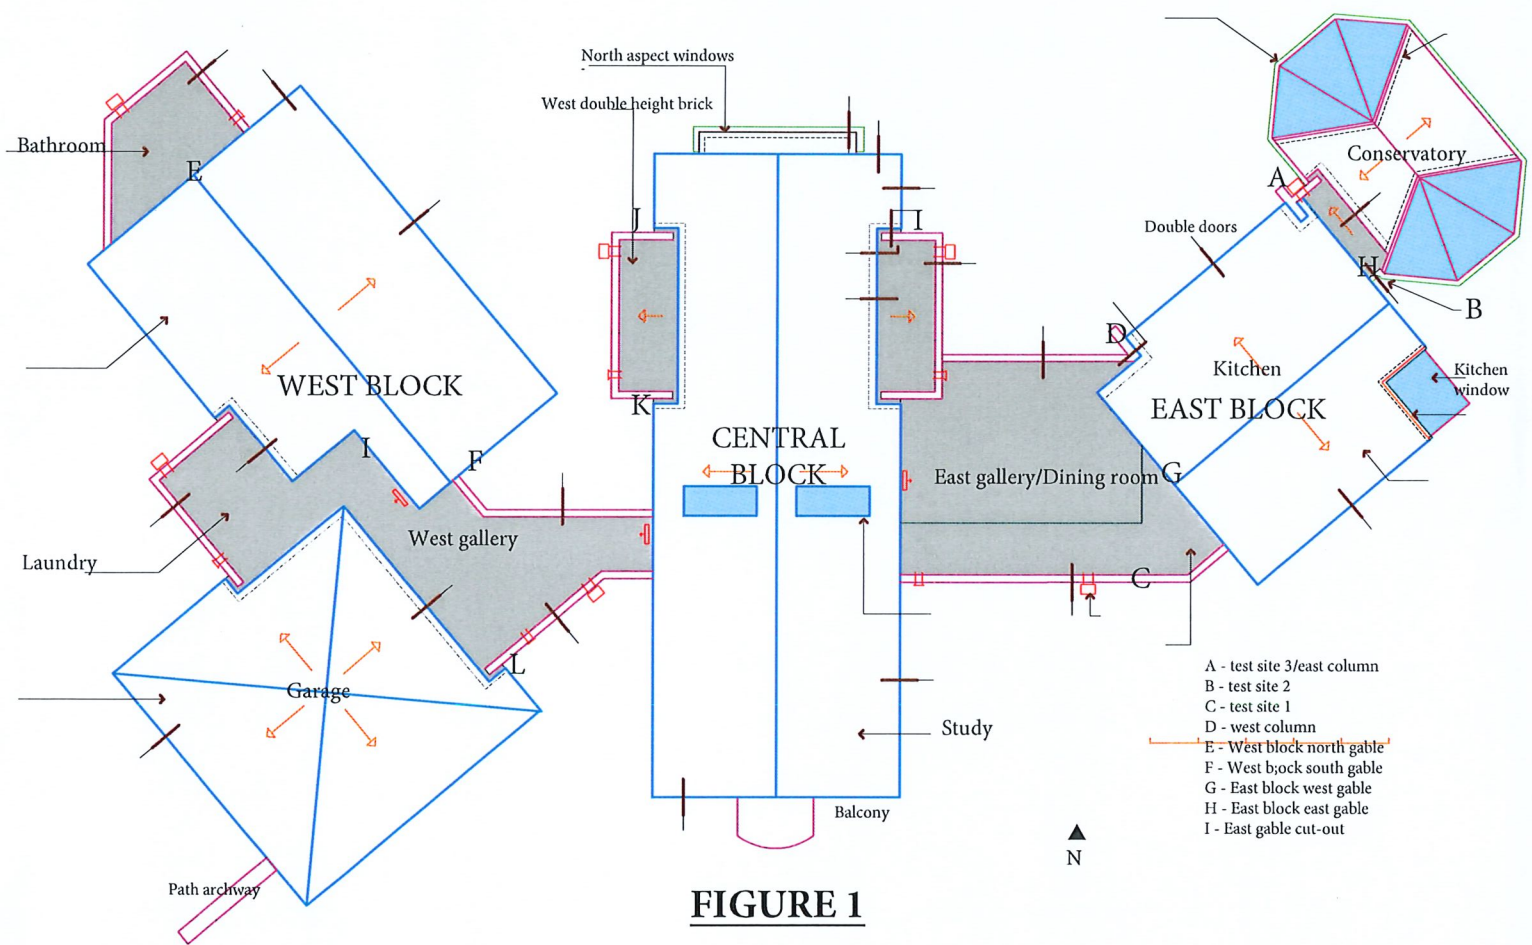 North aspect windows
West double height brick
Bathroom
E
J
I
A
Conservatory
Double doors
H
B
D
Kitchen
Kitchen
window
WEST BLOCK
K
EAST BLOCK
I
F
CENTRAL
BLOCK
East gallery/Dining room
G
West gallery
Laundry
C
L
Garage
Study
Balcony
Path archway
A - test site 3/east column
B - test site 2
C - test site 1
D - west column
E - West block north gable
F - West b;ock south gable
G - East block west gable
H - East block east gable
I - East gable cut-out
N
FIGURE 1